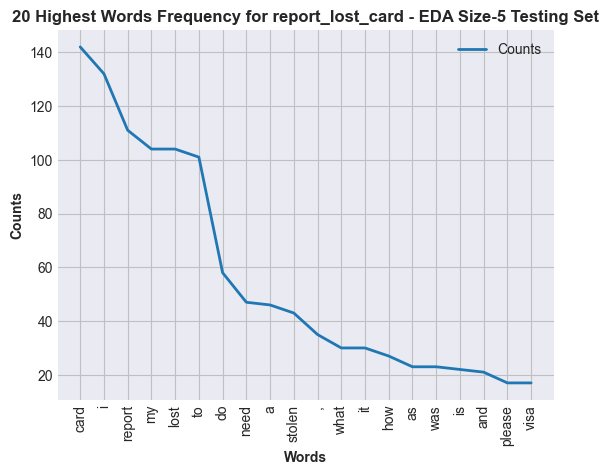 20 Highest Words Frequency for report_lost_card - EDA Size-5 Testing Set
Counts
Counts
140
120
100
80
60
40
20
card
i
report
my
lost
to
do
need
a
stolen
,
what
it
how
as
was
is
and
please
visa
Words